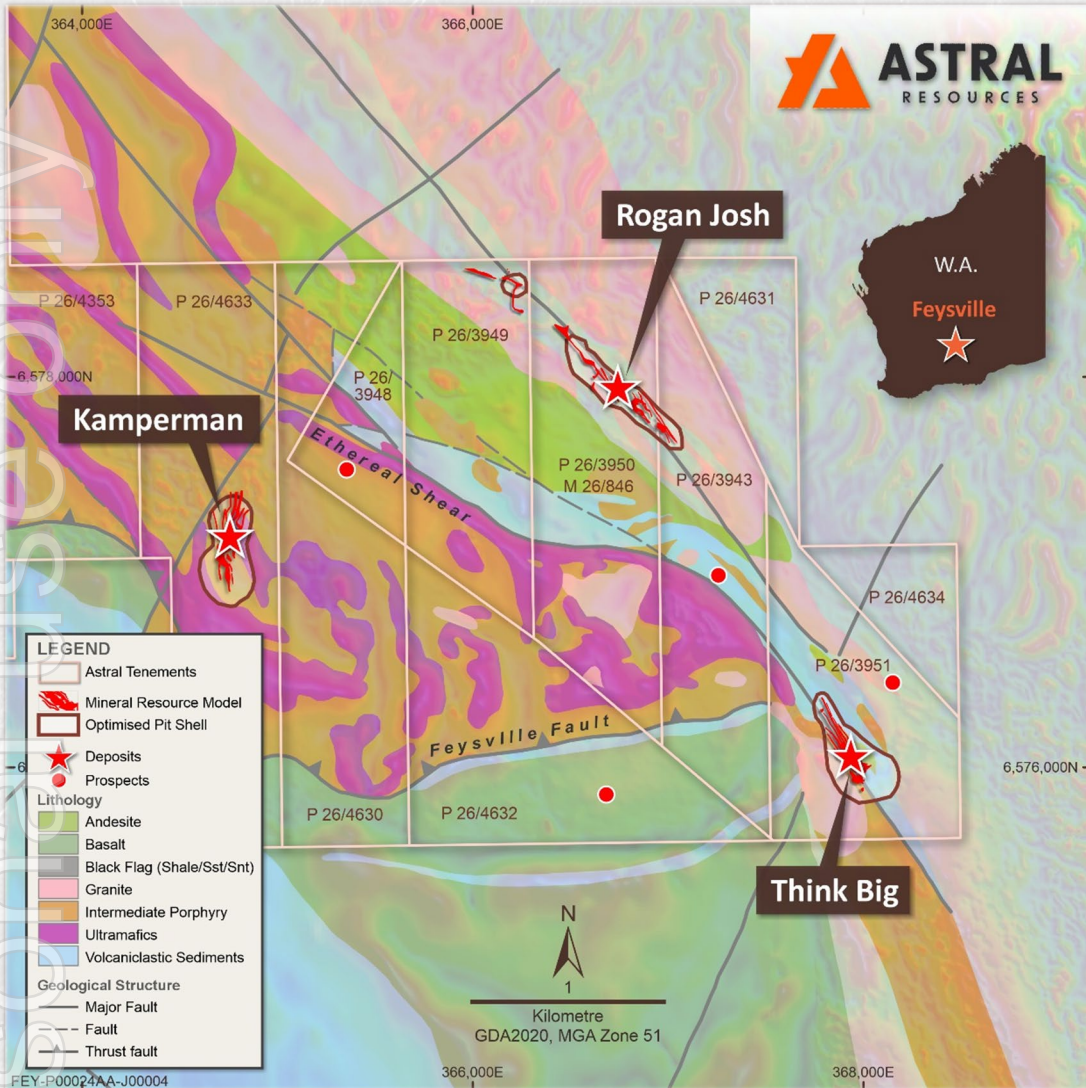 364,000E
366,000E
ASTRAL
RESOURCES
Rogan Josh
W.A.
Feysville
P 26/4353
P 26/4633
P 26/3949
P 26/4631
6,578,000N
P 26/
3948
Kamperman
Ethereal Shear
P 26/3950
M 26/846
P 26/3943
P 26/4634
P 26/3951
LEGEND
Astral Tenements
Mineral Resource Model
Optimised Pit Shell
Deposits
Prospects
Lithology
Andesite
Basalt
Black Flag (Shale/Sst/Snt)
Granite
Intermediate Porphyry
Ultramafics
Volcaniclastic Sediments
Geological Structure
Major Fault
Fault
Thrust fault
Feysville Fault
6,576,000N
P 26/4630
P 26/4632
Think Big
N
1
Kilometre
GDA2020, MGA Zone 51
FEY-P00024AA-J00004
366,000E
368,000E